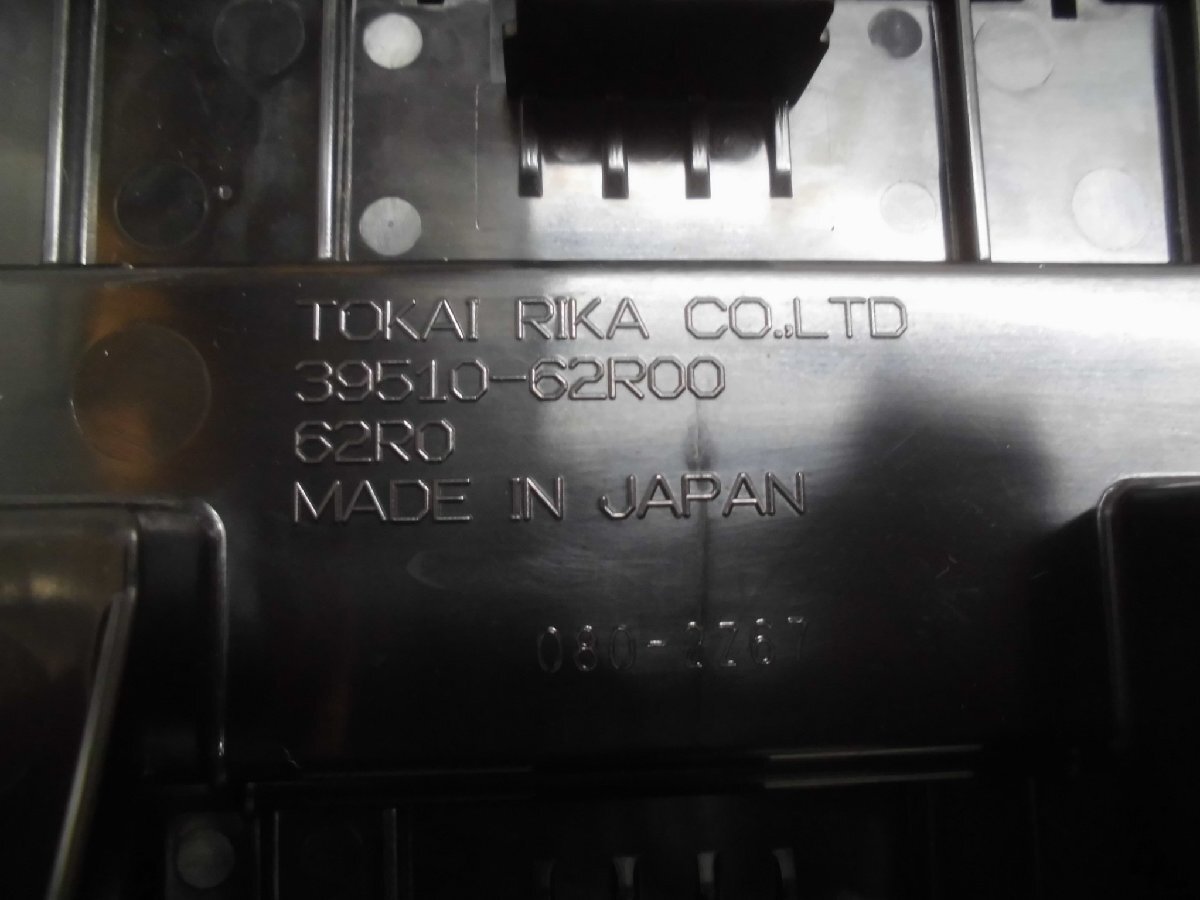 TOKAI RIKA CO.,LTD
39510-62R00
62R0
MADE IN JAPAN
080-2Z67